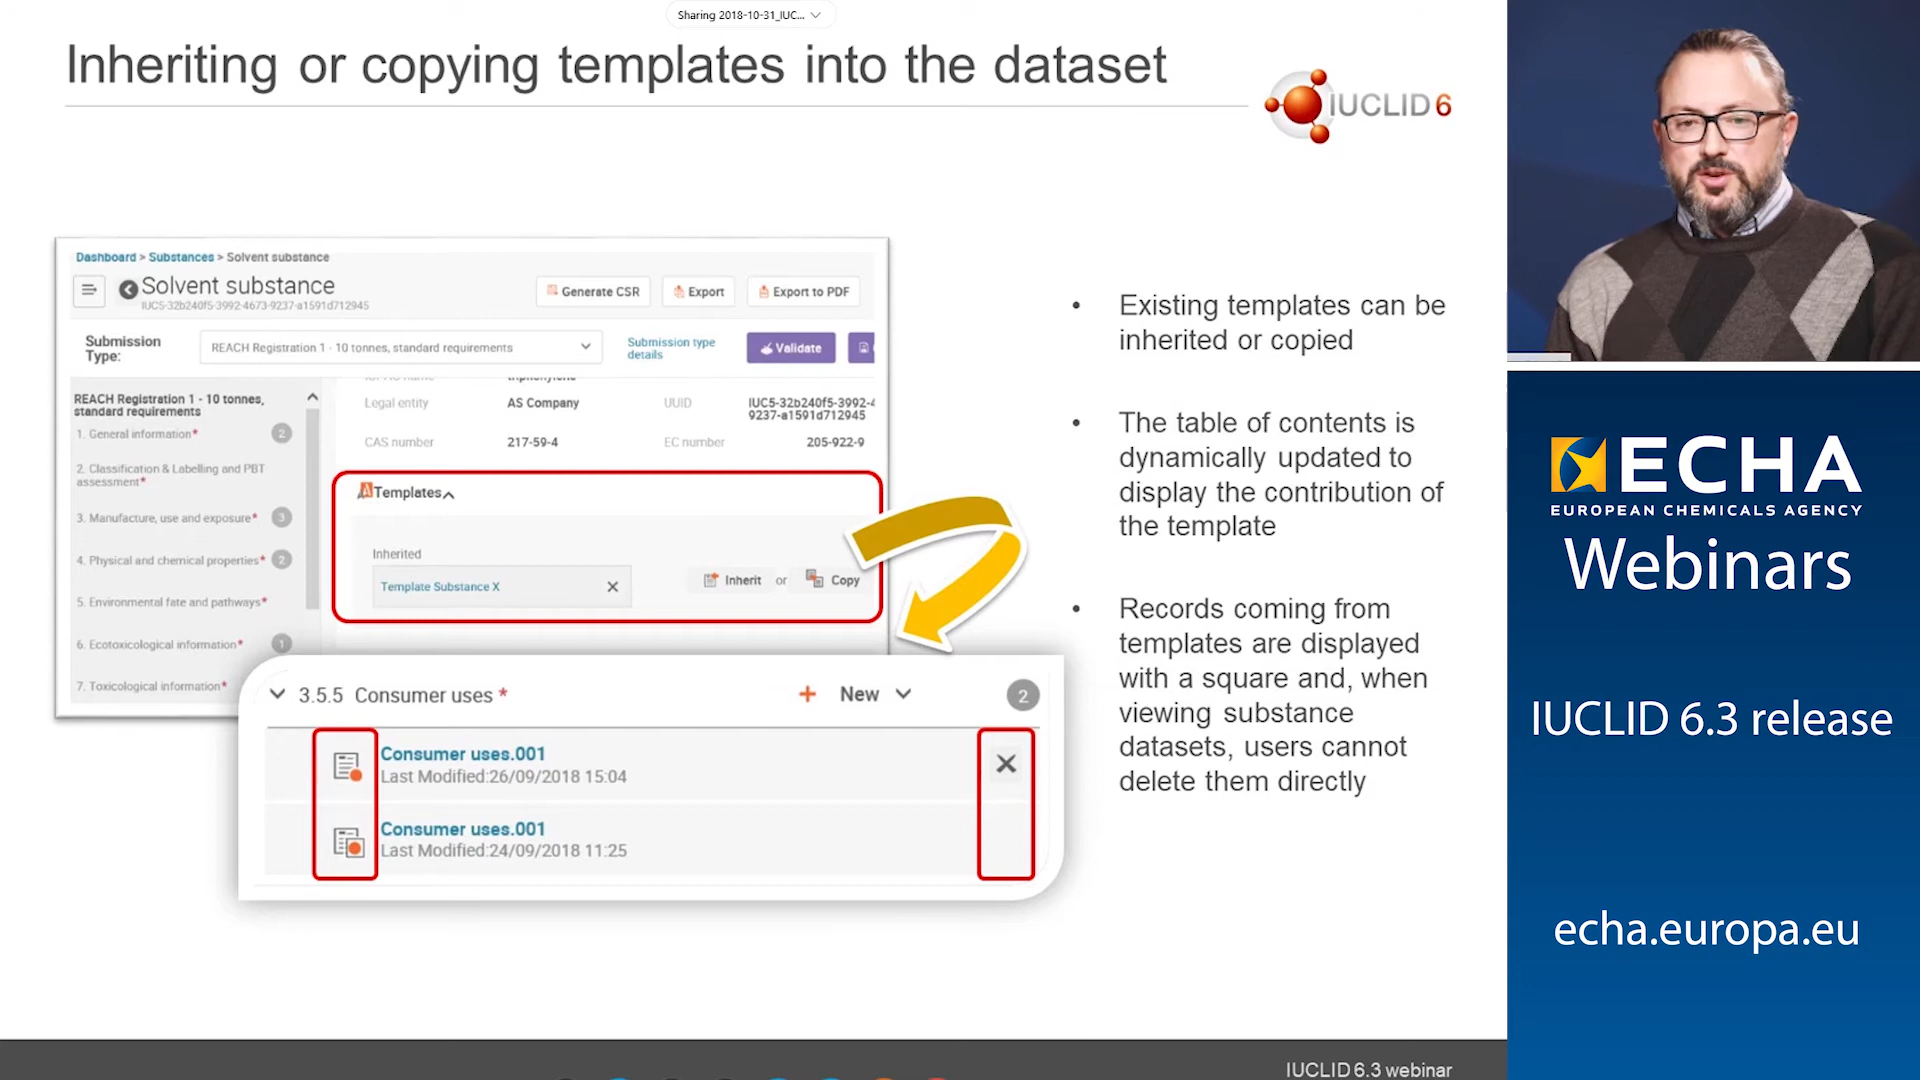 Sharing 2018-10-31_IUC...
Inheriting or copying templates into the dataset
IUCLID 6
Dashboard > Substances > Solvent substance
Solvent substance
IUC5-32b240f5-3992-4673-9237-a1591d712945
Generate CSR
Export
Export to PDF
Submission Type:
REACH Registration 1 - 10 tonnes, standard requirements
Submission type details
Validate
REACH Registration 1 - 10 tonnes, standard requirements
1. General information*
2
2. Classification & Labelling and PBT assessment*
3. Manufacture, use and exposure*
3
4. Physical and chemical properties*
2
5. Environmental fate and pathways*
6. Ecotoxicological information*
1
7. Toxicological information*
Legal entity
AS Company
UUID
IUC5-32b240f5-3992-4
9237-a1591d712945
CAS number
217-59-4
EC number
205-922-9
Templates
Inherited
Template Substance X
Inherit or Copy
3.5.5 Consumer uses *
+ New
2
Consumer uses.001
Last Modified:26/09/2018 15:04
Consumer uses.001
Last Modified:24/09/2018 11:25
• Existing templates can be
inherited or copied
• The table of contents is
dynamically updated to
display the contribution of
the template
• Records coming from
templates are displayed
with a square and, when
viewing substance
datasets, users cannot
delete them directly
IUCLID 6.3 webinar
ECHA
EUROPEAN CHEMICALS AGENCY
Webinars
IUCLID 6.3 release
echa.europa.eu